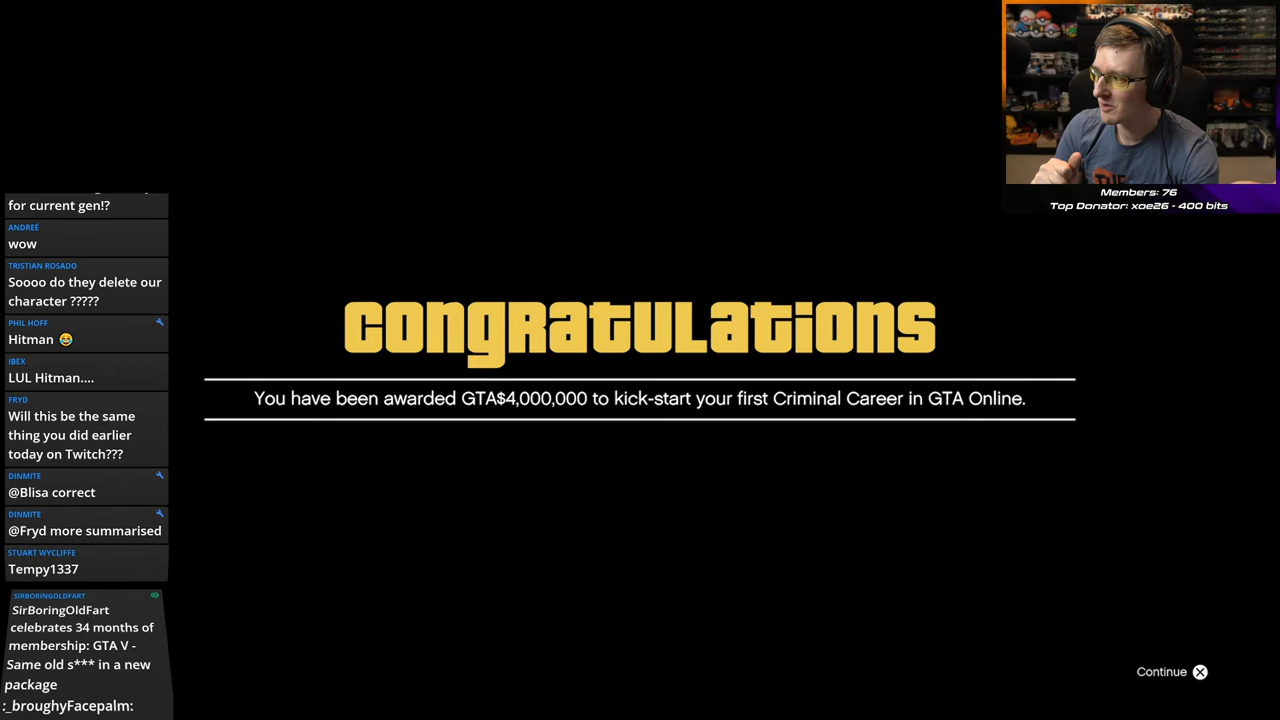 for current gen!?
ANDREÉ
wow
TRISTIAN ROSADO
Soooo do they delete our
character ?????
PHIL HOFF
Hitman 😂
IBEX
LUL Hitman....
FRYD
Will this be the same
thing you did earlier
today on Twitch???
DINMITE
@Blisa correct
DINMITE
@Fryd more summarised
STUART WYCLIFFE
Tempy1337
SIRBORINGOLDFART
SirBoringOldFart
celebrates 34 months of
membership: GTA V -
Same old s*** in a new
package
:_broughyFacepalm:
Members: 76
Top Donator: xoe26 - 400 bits
congratulations
You have been awarded GTA$4,000,000 to kick-start your first Criminal Career in GTA Online.
Continue